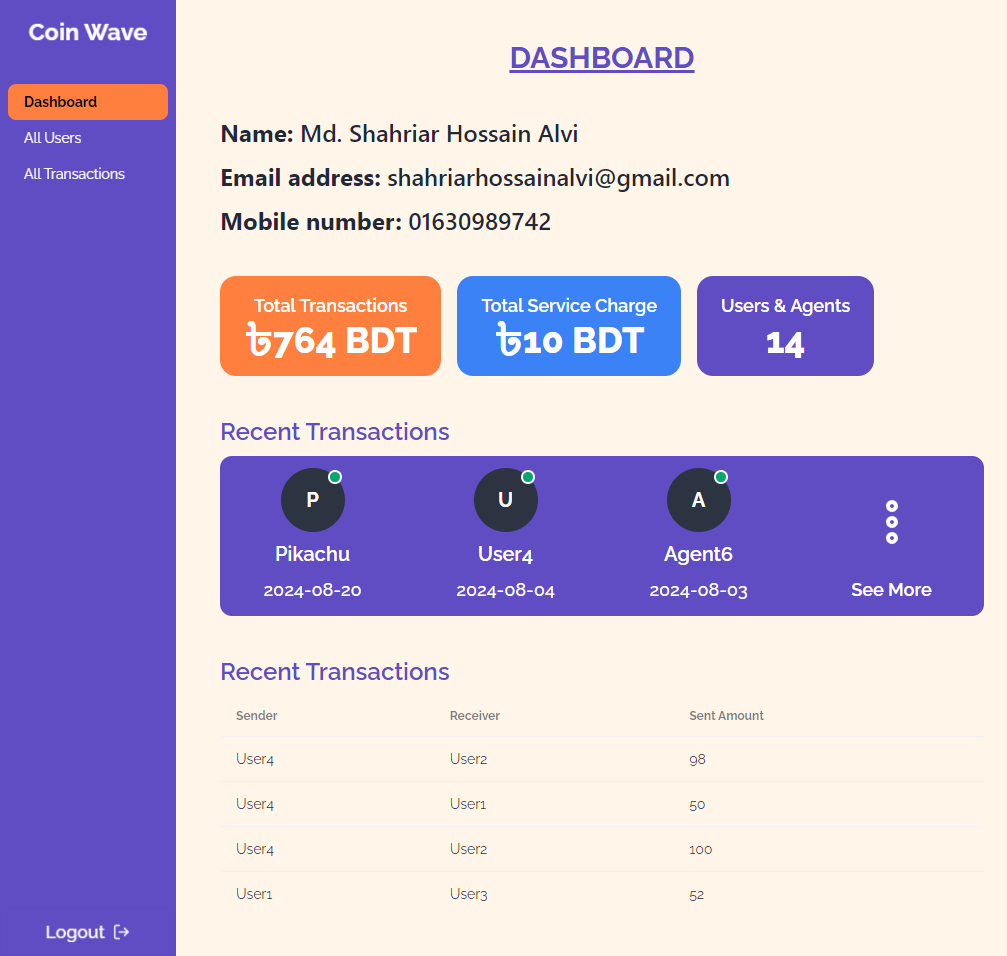 Coin Wave
Dashboard
All Users
All Transactions
Logout
DASHBOARD
Name: Md. Shahriar Hossain Alvi
Email address: shahriarhossainalvi@gmail.com
Mobile number: 01630989742
Total Transactions
৳764 BDT
Total Service Charge
৳10 BDT
Users & Agents
14
Recent Transactions
P
Pikachu
2024-08-20
U
User4
2024-08-04
A
Agent6
2024-08-03
See More
Recent Transactions
Sender Receiver Sent Amount
User4 User2 98
User4 User1 50
User4 User2 100
User1 User3 52